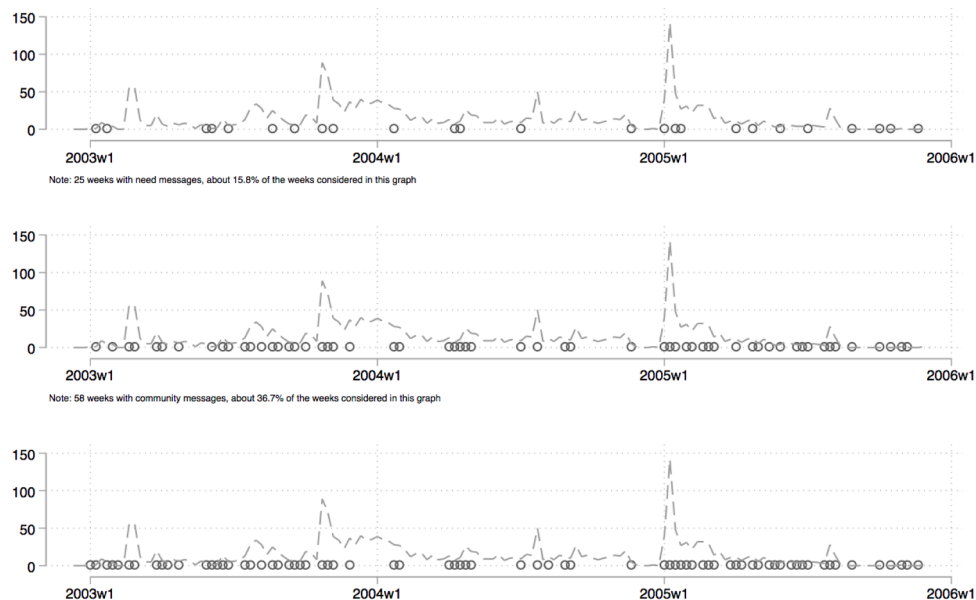 150
100
50
0
2003w1 2004w1 2005w1 2006w1
Note: 25 weeks with need messages, about 15.8% of the weeks considered in this graph
150
100
50
0
2003w1 2004w1 2005w1 2006w1
Note: 58 weeks with community messages, about 36.7% of the weeks considered in this graph
150
100
50
0
2003w1 2004w1 2005w1 2006w1